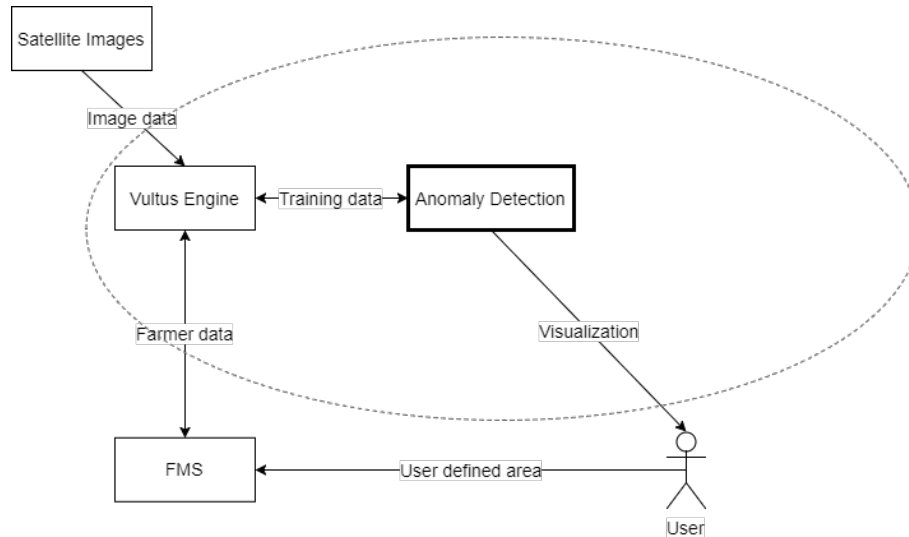 Satellite Images
Image data
Vultus Engine
Training data
Anomaly Detection
Farmer data
Visualization
FMS
User defined area
User